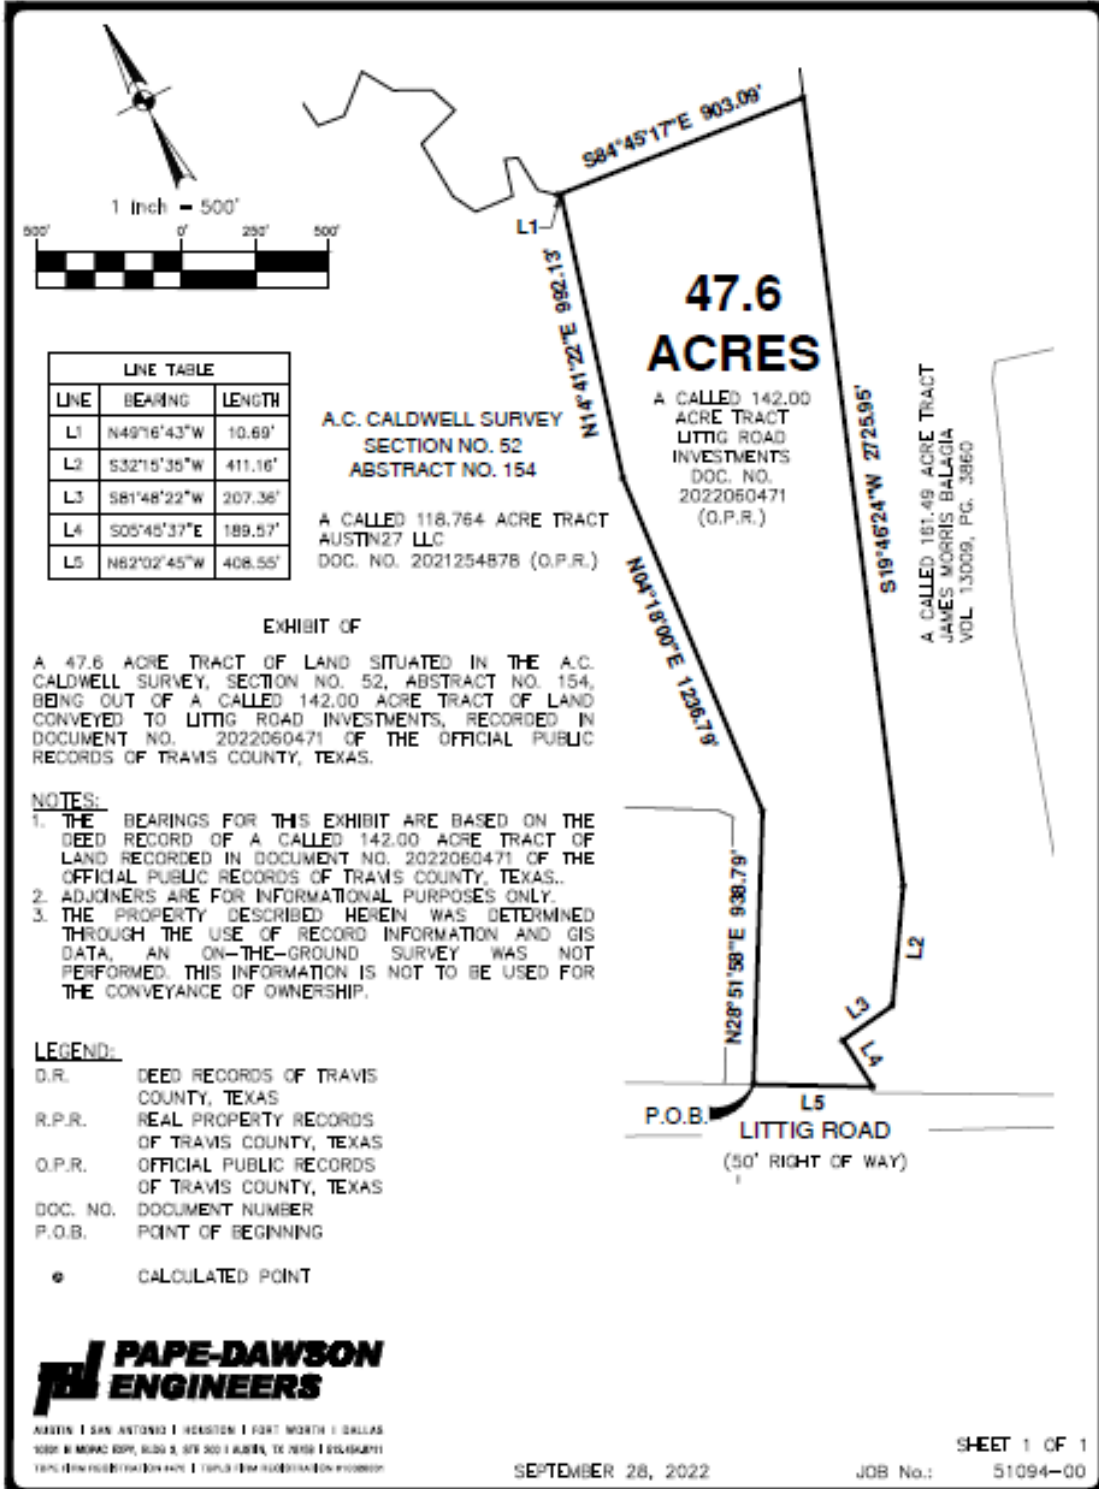 1 inch = 500'
500' 0' 250' 500'
LINE TABLE
LINE BEARING LENGTH
L1 N49°16'43"W 10.69'
L2 S32°15'35"W 411.16'
L3 S81°48'22"W 207.36'
L4 S05°45'37"E 189.57'
L5 N62°02'45"W 408.55'
S84°45'17"E 903.09'
L1
N14°41'22"E 992.13'
47.6
ACRES
A CALLED 142.00
ACRE TRACT
LITTIG ROAD
INVESTMENTS
DOC. NO.
2022060471
(O.P.R.)
A.C. CALDWELL SURVEY
SECTION NO. 52
ABSTRACT NO. 154
A CALLED 118.764 ACRE TRACT
AUSTIN27 LLC
DOC. NO. 2021254878 (O.P.R.)
S19°46'24"W 2725.95'
A CALLED 161.49 ACRE TRACT
JAMES MORRIS BALAGIA
VOL. 13009, PG. 3860
N04°18'00"E 1236.79'
N28°51'58"E 938.79'
L2
L3
L4
L5
P.O.B.
LITTIG ROAD
(50' RIGHT OF WAY)
EXHIBIT OF
A 47.6 ACRE TRACT OF LAND SITUATED IN THE A.C.
CALDWELL SURVEY, SECTION NO. 52, ABSTRACT NO. 154,
BEING OUT OF A CALLED 142.00 ACRE TRACT OF LAND
CONVEYED TO LITTIG ROAD INVESTMENTS, RECORDED IN
DOCUMENT NO. 2022060471 OF THE OFFICIAL PUBLIC
RECORDS OF TRAVIS COUNTY, TEXAS.
NOTES:
1. THE BEARINGS FOR THIS EXHIBIT ARE BASED ON THE
DEED RECORD OF A CALLED 142.00 ACRE TRACT OF
LAND RECORDED IN DOCUMENT NO. 2022060471 OF THE
OFFICIAL PUBLIC RECORDS OF TRAVIS COUNTY, TEXAS..
2. ADJOINERS ARE FOR INFORMATIONAL PURPOSES ONLY.
3. THE PROPERTY DESCRIBED HEREIN WAS DETERMINED
THROUGH THE USE OF RECORD INFORMATION AND GIS
DATA, AN ON-THE-GROUND SURVEY WAS NOT
PERFORMED. THIS INFORMATION IS NOT TO BE USED FOR
THE CONVEYANCE OF OWNERSHIP.
LEGEND:
D.R. DEED RECORDS OF TRAVIS
COUNTY, TEXAS
R.P.R. REAL PROPERTY RECORDS
OF TRAVIS COUNTY, TEXAS
O.P.R. OFFICIAL PUBLIC RECORDS
OF TRAVIS COUNTY, TEXAS
DOC. NO. DOCUMENT NUMBER
P.O.B. POINT OF BEGINNING
CALCULATED POINT
PAPE-DAWSON
ENGINEERS
AUSTIN I SAN ANTONIO I HOUSTON I FORT WORTH I DALLAS
N MOPAC EXPY, BLDG 3, STE 200 I AUSTIN, TX
TBPE FIRM REGISTRATION I TBPLS FIRM REGISTRATION
SEPTEMBER 28, 2022
SHEET 1 OF 1
JOB No.: 51094-00